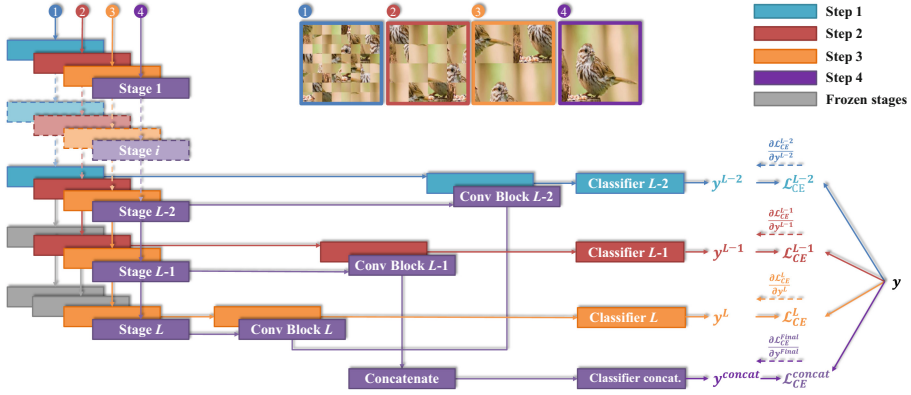 1 2 3 4
1 2 3 4
Step 1
Step 2
Step 3
Step 4
Frozen stages
Stage 1
Stage i
Stage L-2
Conv Block L-2
Classifier L-2
y^{L-2}
∂ℒ_{CE}^{L-2}
∂y^{L-2}
ℒ_{CE}^{L-2}
Stage L-1
Conv Block L-1
Classifier L-1
y^{L-1}
∂ℒ_{CE}^{L-1}
∂y^{L-1}
ℒ_{CE}^{L-1}
y
Stage L
Conv Block L
Classifier L
y^{L}
∂ℒ_{CE}^{L}
∂y^{L}
ℒ_{CE}^{L}
Concatenate
Classifier concat.
y^{concat}
∂ℒ_{CE}^{Final}
∂y^{Final}
ℒ_{CE}^{concat}